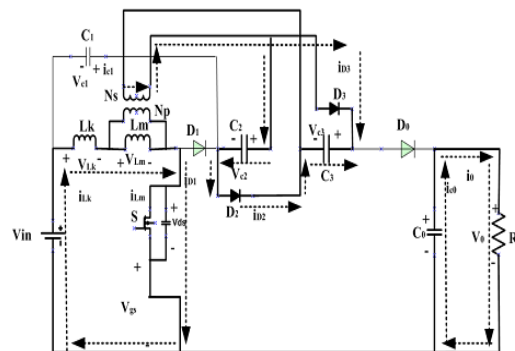 C1
Vc1
ic1
iD3
Ns
Np
D3
Lk
Lm
D1
C2
Vc3
D0
VLk
VLm
iD1
Vc2
C3
iLk
iLm
D2
iD2
ic0
i0
S
Vds
Vin
C0
V0
R
Vgs